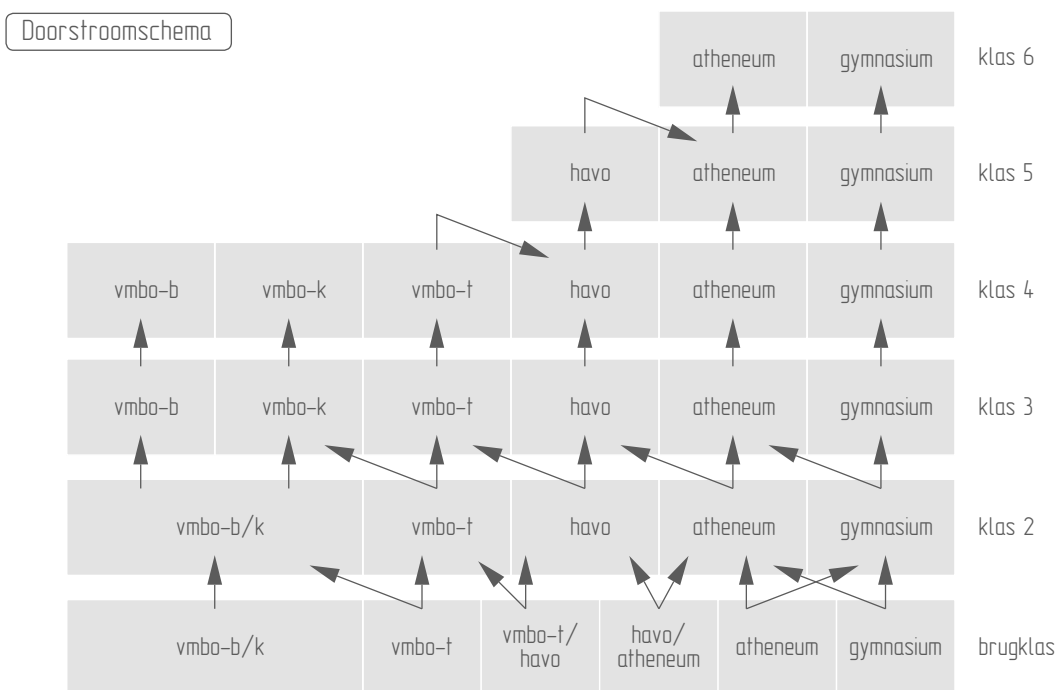 Doorstroomschema
atheneum gymnasium klas 6
havo atheneum gymnasium klas 5
vmbo-b vmbo-k vmbo-t havo atheneum gymnasium klas 4
vmbo-b vmbo-k vmbo-t havo atheneum gymnasium klas 3
vmbo-b/k vmbo-t havo atheneum gymnasium klas 2
vmbo-b/k vmbo-t vmbo-t/
havo havo/
atheneum atheneum gymnasium brugklas